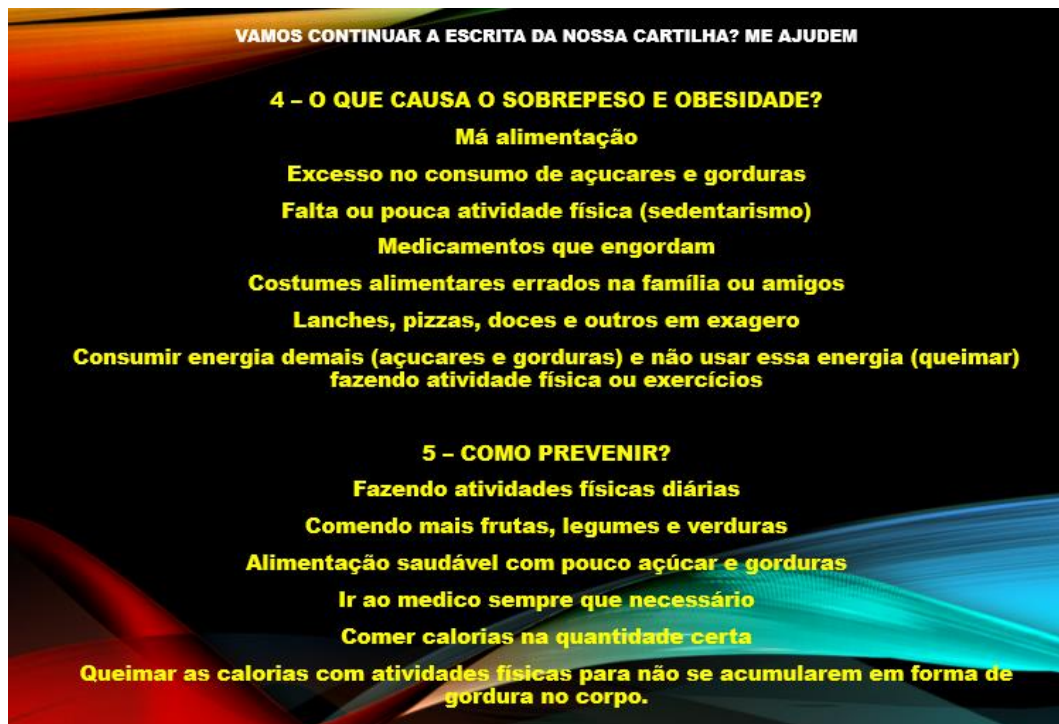 VAMOS CONTINUAR A ESCRITA DA NOSSA CARTILHA? ME AJUDEM
4 – O QUE CAUSA O SOBREPESO E OBESIDADE?
Má alimentação
Excesso no consumo de açucares e gorduras
Falta ou pouca atividade física (sedentarismo)
Medicamentos que engordam
Costumes alimentares errados na família ou amigos
Lanches, pizzas, doces e outros em exagero
Consumir energia demais (açucares e gorduras) e não usar essa energia (queimar)
fazendo atividade física ou exercícios
5 – COMO PREVENIR?
Fazendo atividades físicas diárias
Comendo mais frutas, legumes e verduras
Alimentação saudável com pouco açúcar e gorduras
Ir ao medico sempre que necessário
Comer calorias na quantidade certa
Queimar as calorias com atividades físicas para não se acumularem em forma de
gordura no corpo.